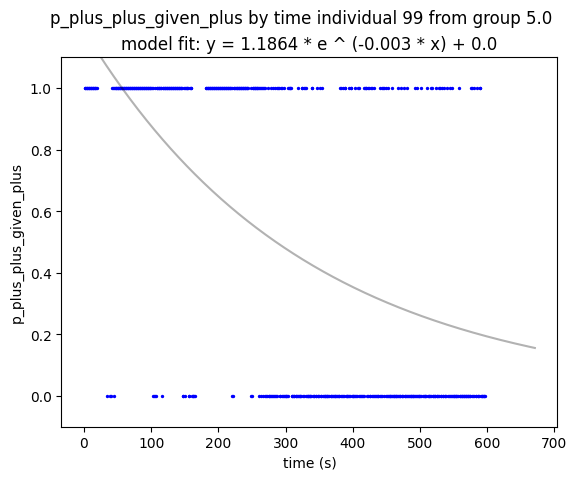 p_plus_plus_given_plus by time individual 99 from group 5.0
model fit: y = 1.1864 * e ^ (-0.003 * x) + 0.0
1.0
0.8
0.6
0.4
0.2
0.0
p_plus_plus_given_plus
0 100 200 300 400 500 600 700
time (s)